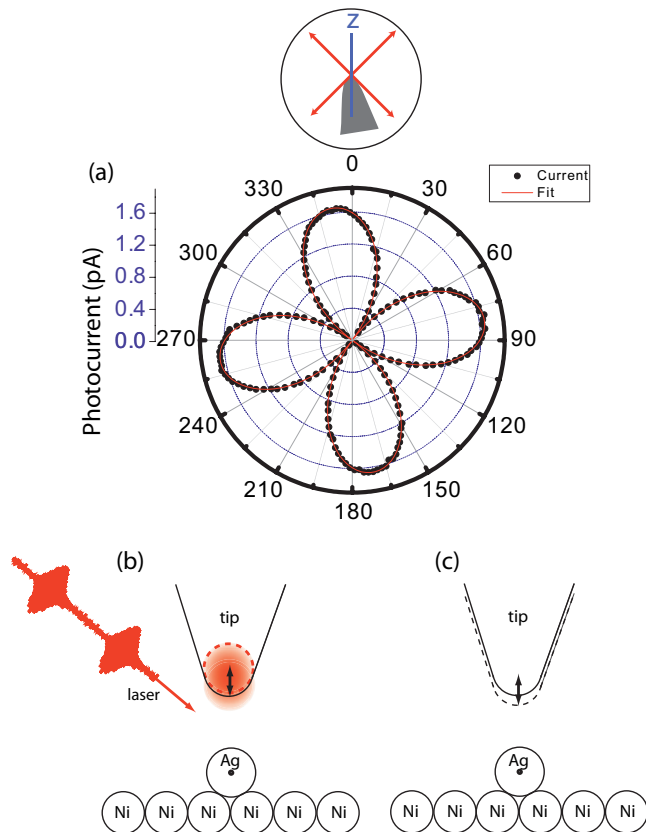 Z
(a)
0
30
60
90
120
150
180
210
240
270
300
330
Current
Fit
1.6
1.2
0.8
0.4
0.0
Photocurrent (pA)
(b)
tip
laser
Ag
Ni Ni Ni Ni Ni Ni
(c)
tip
Ag
Ni Ni Ni Ni Ni Ni